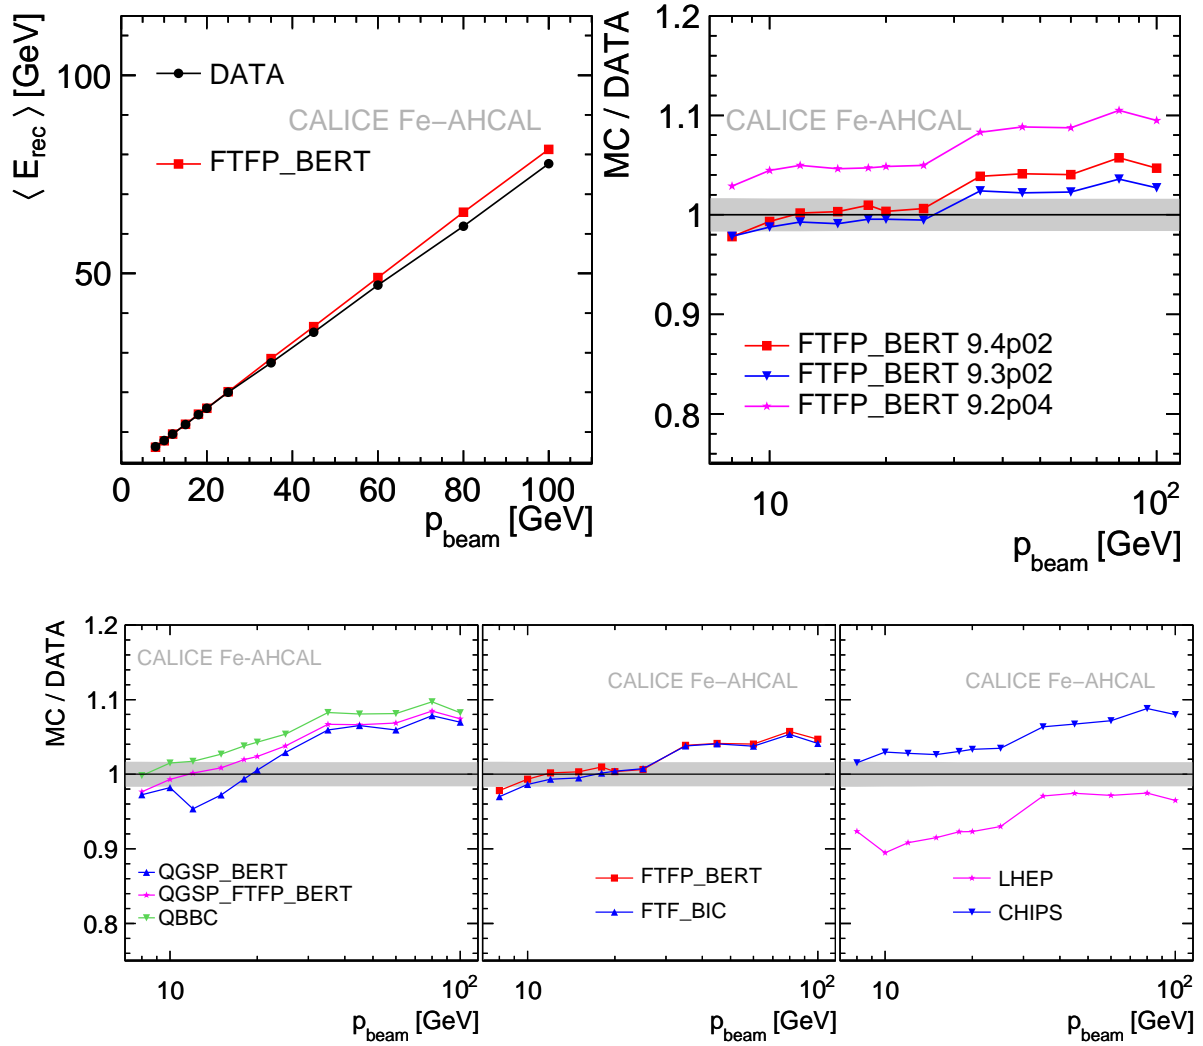 ⟨ E_rec ⟩ [GeV]
100
50
DATA
CALICE Fe–AHCAL
FTFP_BERT
0 20 40 60 80 100
p_beam [GeV]
MC / DATA
1.2
1.1
1
0.9
0.8
CALICE Fe-AHCAL
FTFP_BERT 9.4p02
FTFP_BERT 9.3p02
FTFP_BERT 9.2p04
10 10²
p_beam [GeV]
MC / DATA
1.2
1.1
1
0.9
0.8
CALICE Fe-AHCAL
QGSP_BERT
QGSP_FTFP_BERT
QBBC
10 10²
p_beam [GeV]
CALICE Fe–AHCAL
FTFP_BERT
FTF_BIC
10 10²
p_beam [GeV]
CALICE Fe–AHCAL
LHEP
CHIPS
10 10²
p_beam [GeV]